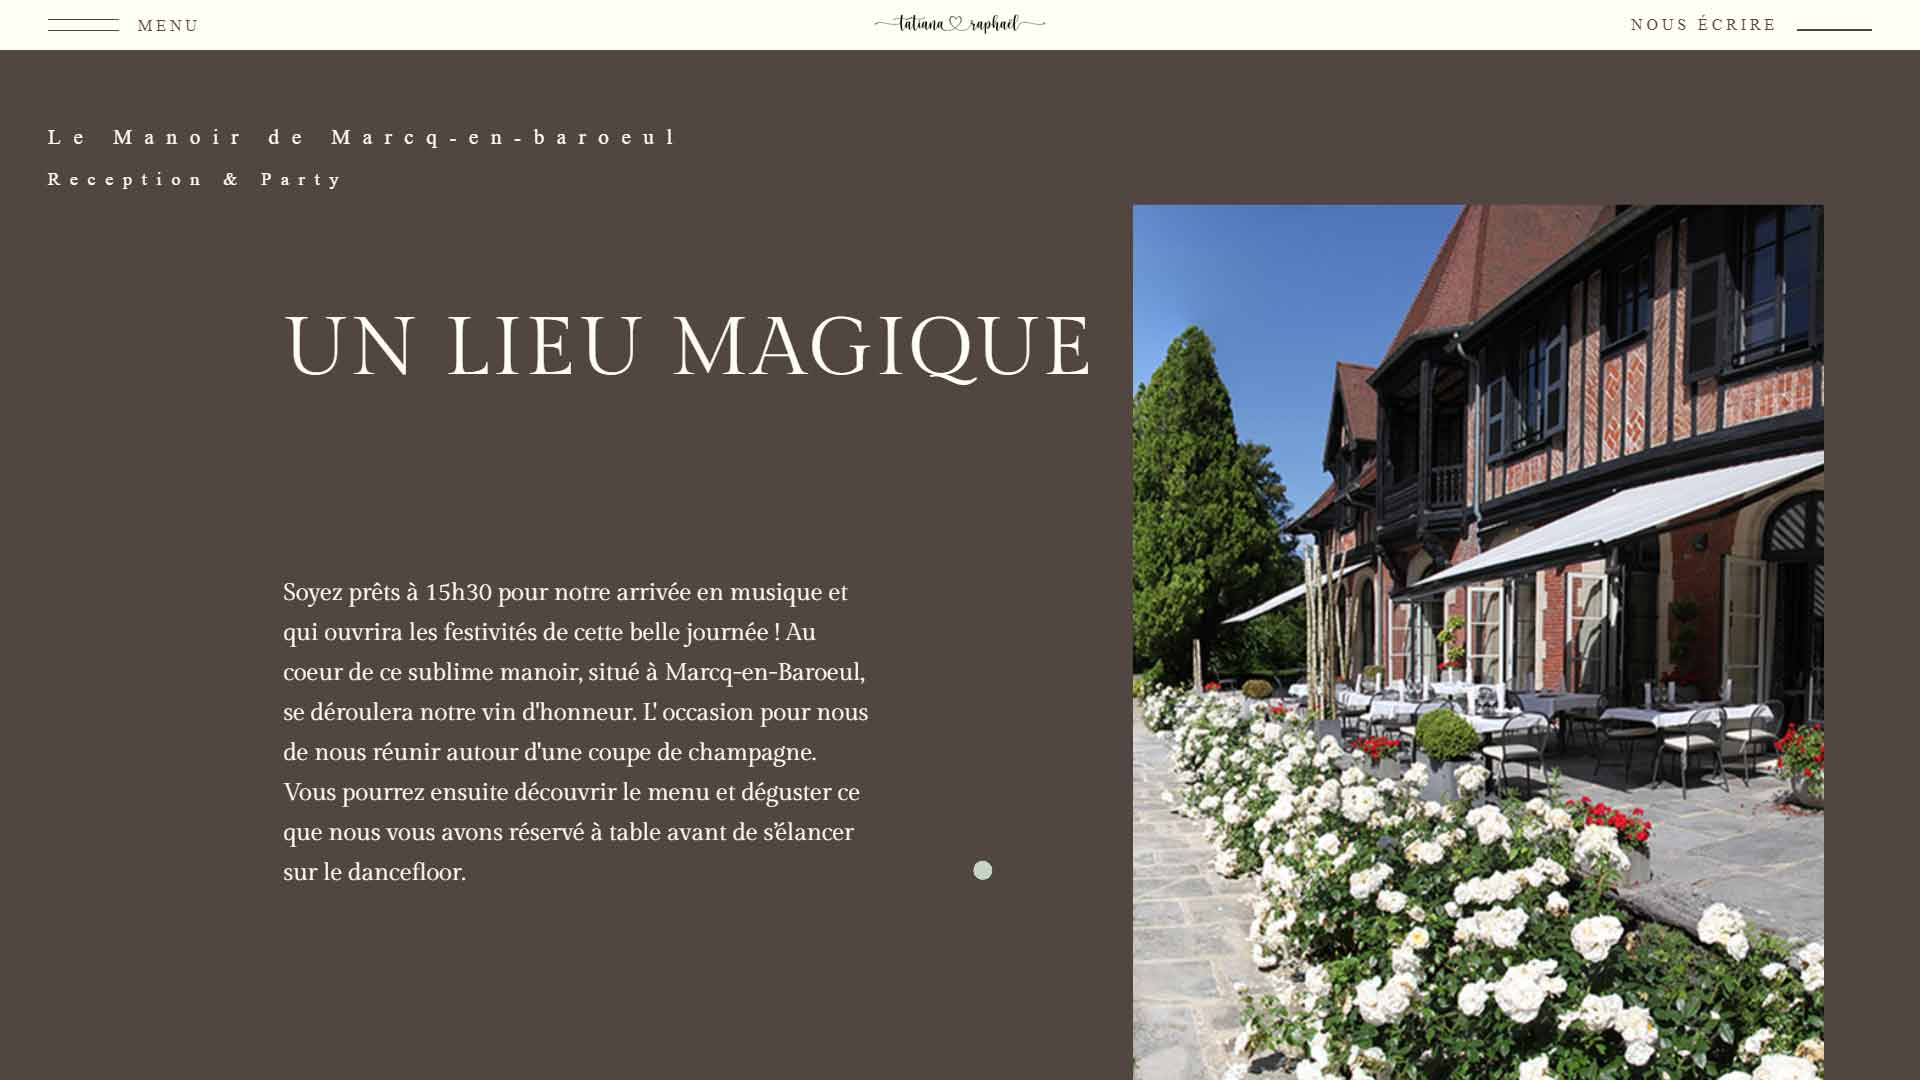 MENU
tatiana raphaël
NOUS ÉCRIRE
Le Manoir de Marcq-en-baroeul
Reception & Party
UN LIEU MAGIQUE
Soyez prêts à 15h30 pour notre arrivée en musique et
qui ouvrira les festivités de cette belle journée ! Au
coeur de ce sublime manoir, situé à Marcq-en-Baroeul,
se déroulera notre vin d'honneur. L' occasion pour nous
de nous réunir autour d'une coupe de champagne.
Vous pourrez ensuite découvrir le menu et déguster ce
que nous vous avons réservé à table avant de s'élancer
sur le dancefloor.